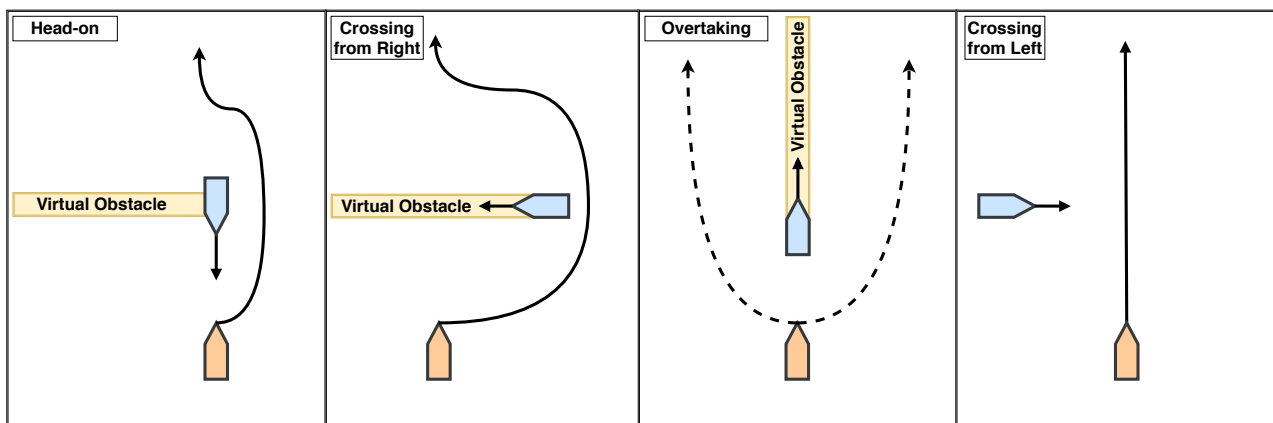 Head-on
Virtual Obstacle
Crossing
from Right
Virtual Obstacle
Overtaking
Virtual Obstacle
Crossing
from Left